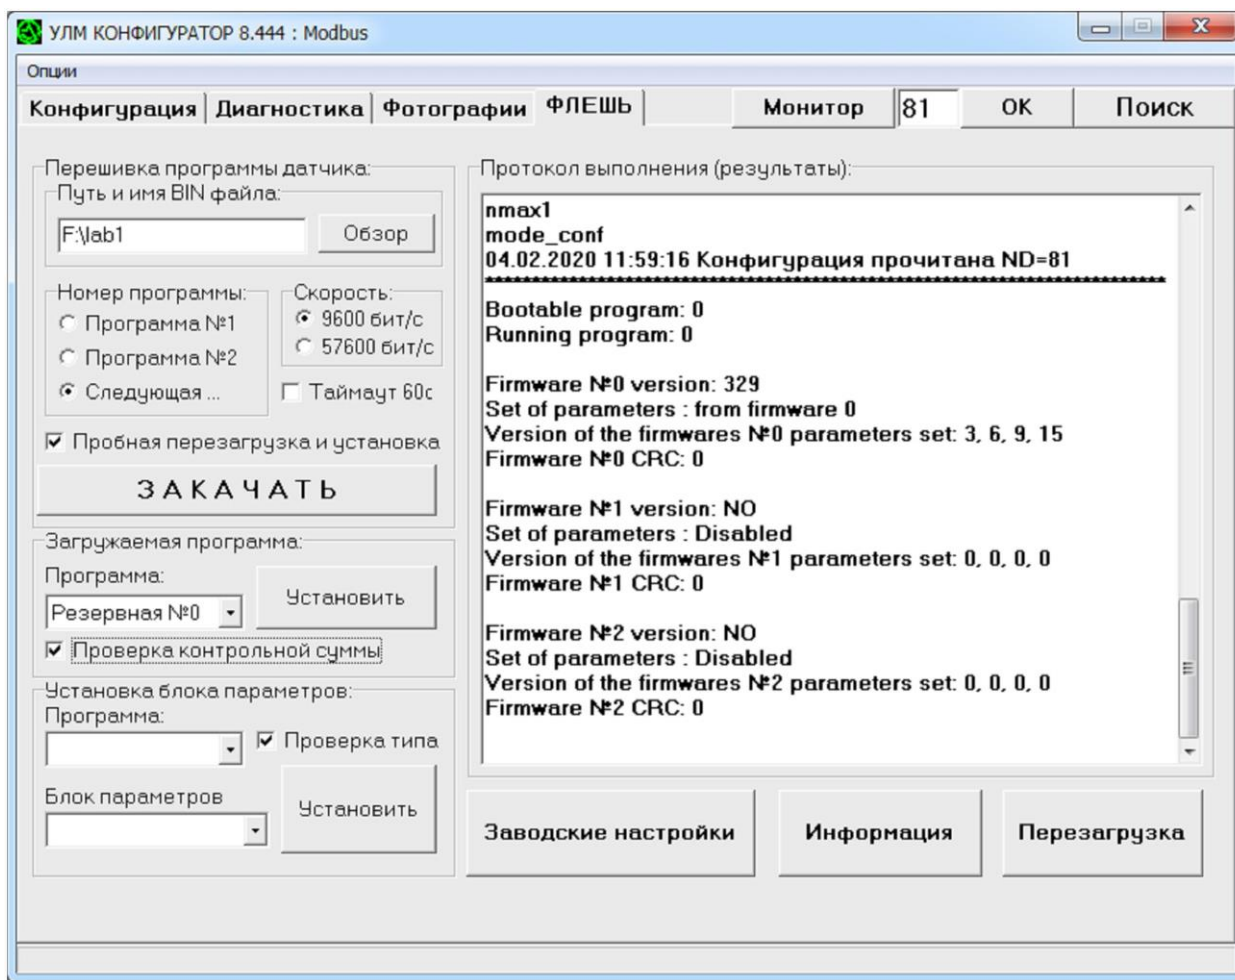 УЛМ КОНФИГУРАТОР 8.444 : Modbus
Опции
Конфигурация Диагностика Фотографии ФЛЕШЬ Монитор 81 ОК Поиск
Перешивка программы датчика:
Путь и имя BIN файла:
F:\lab1 Обзор
Номер программы:
Программа №1
Программа №2
Следующая ...
Скорость:
9600 бит/с
57600 бит/с
Таймаут 60с
Пробная перезагрузка и установка
ЗАКАЧАТЬ
Загружаемая программа:
Программа:
Резервная №0
Установить
Проверка контрольной суммы
Установка блока параметров:
Программа:
Проверка типа
Блок параметров
Установить
Протокол выполнения (результаты):
nmax1
mode_conf
04.02.2020 11:59:16 Конфигурация прочитана ND=81
********************************************************************************
Bootable program: 0
Running program: 0
Firmware №0 version: 329
Set of parameters : from firmware 0
Version of the firmwares №0 parameters set: 3, 6, 9, 15
Firmware №0 CRC: 0
Firmware №1 version: NO
Set of parameters : Disabled
Version of the firmwares №1 parameters set: 0, 0, 0, 0
Firmware №1 CRC: 0
Firmware №2 version: NO
Set of parameters : Disabled
Version of the firmwares №2 parameters set: 0, 0, 0, 0
Firmware №2 CRC: 0
Заводские настройки Информация Перезагрузка